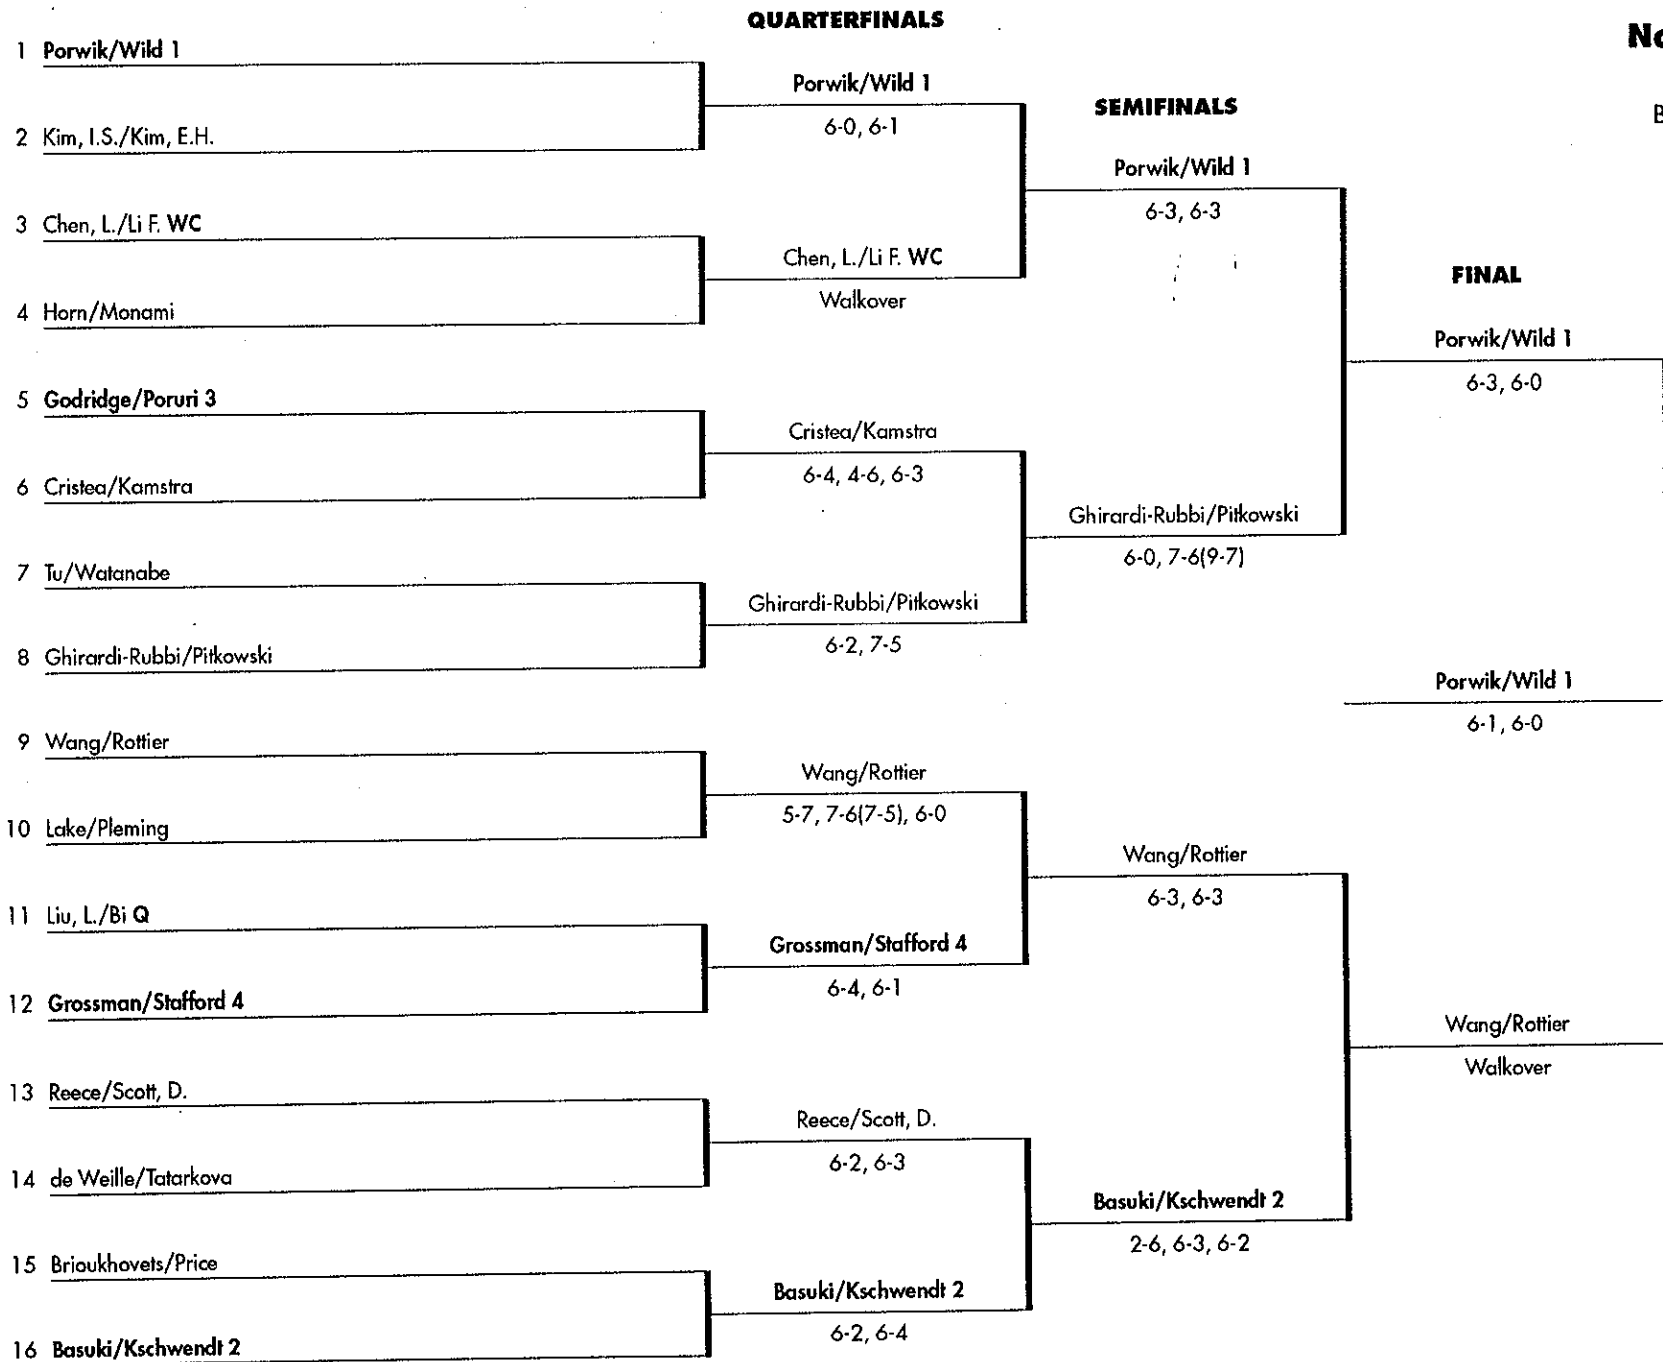 QUARTERFINALS
No
B
SEMIFINALS
FINAL
1 Porwik/Wild 1
2 Kim, I.S./Kim, E.H.
3 Chen, L./Li F. WC
4 Horn/Monami
5 Godridge/Poruri 3
6 Cristea/Kamstra
7 Tu/Watanabe
8 Ghirardi-Rubbi/Pitkowski
9 Wang/Rottier
10 Lake/Pleming
11 Liu, L./Bi Q
12 Grossman/Stafford 4
13 Reece/Scott, D.
14 de Weille/Tatarkova
15 Brioukhovets/Price
16 Basuki/Kschwendt 2
Porwik/Wild 1
6-0, 6-1
Chen, L./Li F. WC
Walkover
Cristea/Kamstra
6-4, 4-6, 6-3
Ghirardi-Rubbi/Pitkowski
6-2, 7-5
Wang/Rottier
5-7, 7-6(7-5), 6-0
Grossman/Stafford 4
6-4, 6-1
Reece/Scott, D.
6-2, 6-3
Basuki/Kschwendt 2
6-2, 6-4
Porwik/Wild 1
6-3, 6-3
Ghirardi-Rubbi/Pitkowski
6-0, 7-6(9-7)
Wang/Rottier
6-3, 6-3
Basuki/Kschwendt 2
2-6, 6-3, 6-2
Porwik/Wild 1
6-3, 6-0
Porwik/Wild 1
6-1, 6-0
Wang/Rottier
Walkover